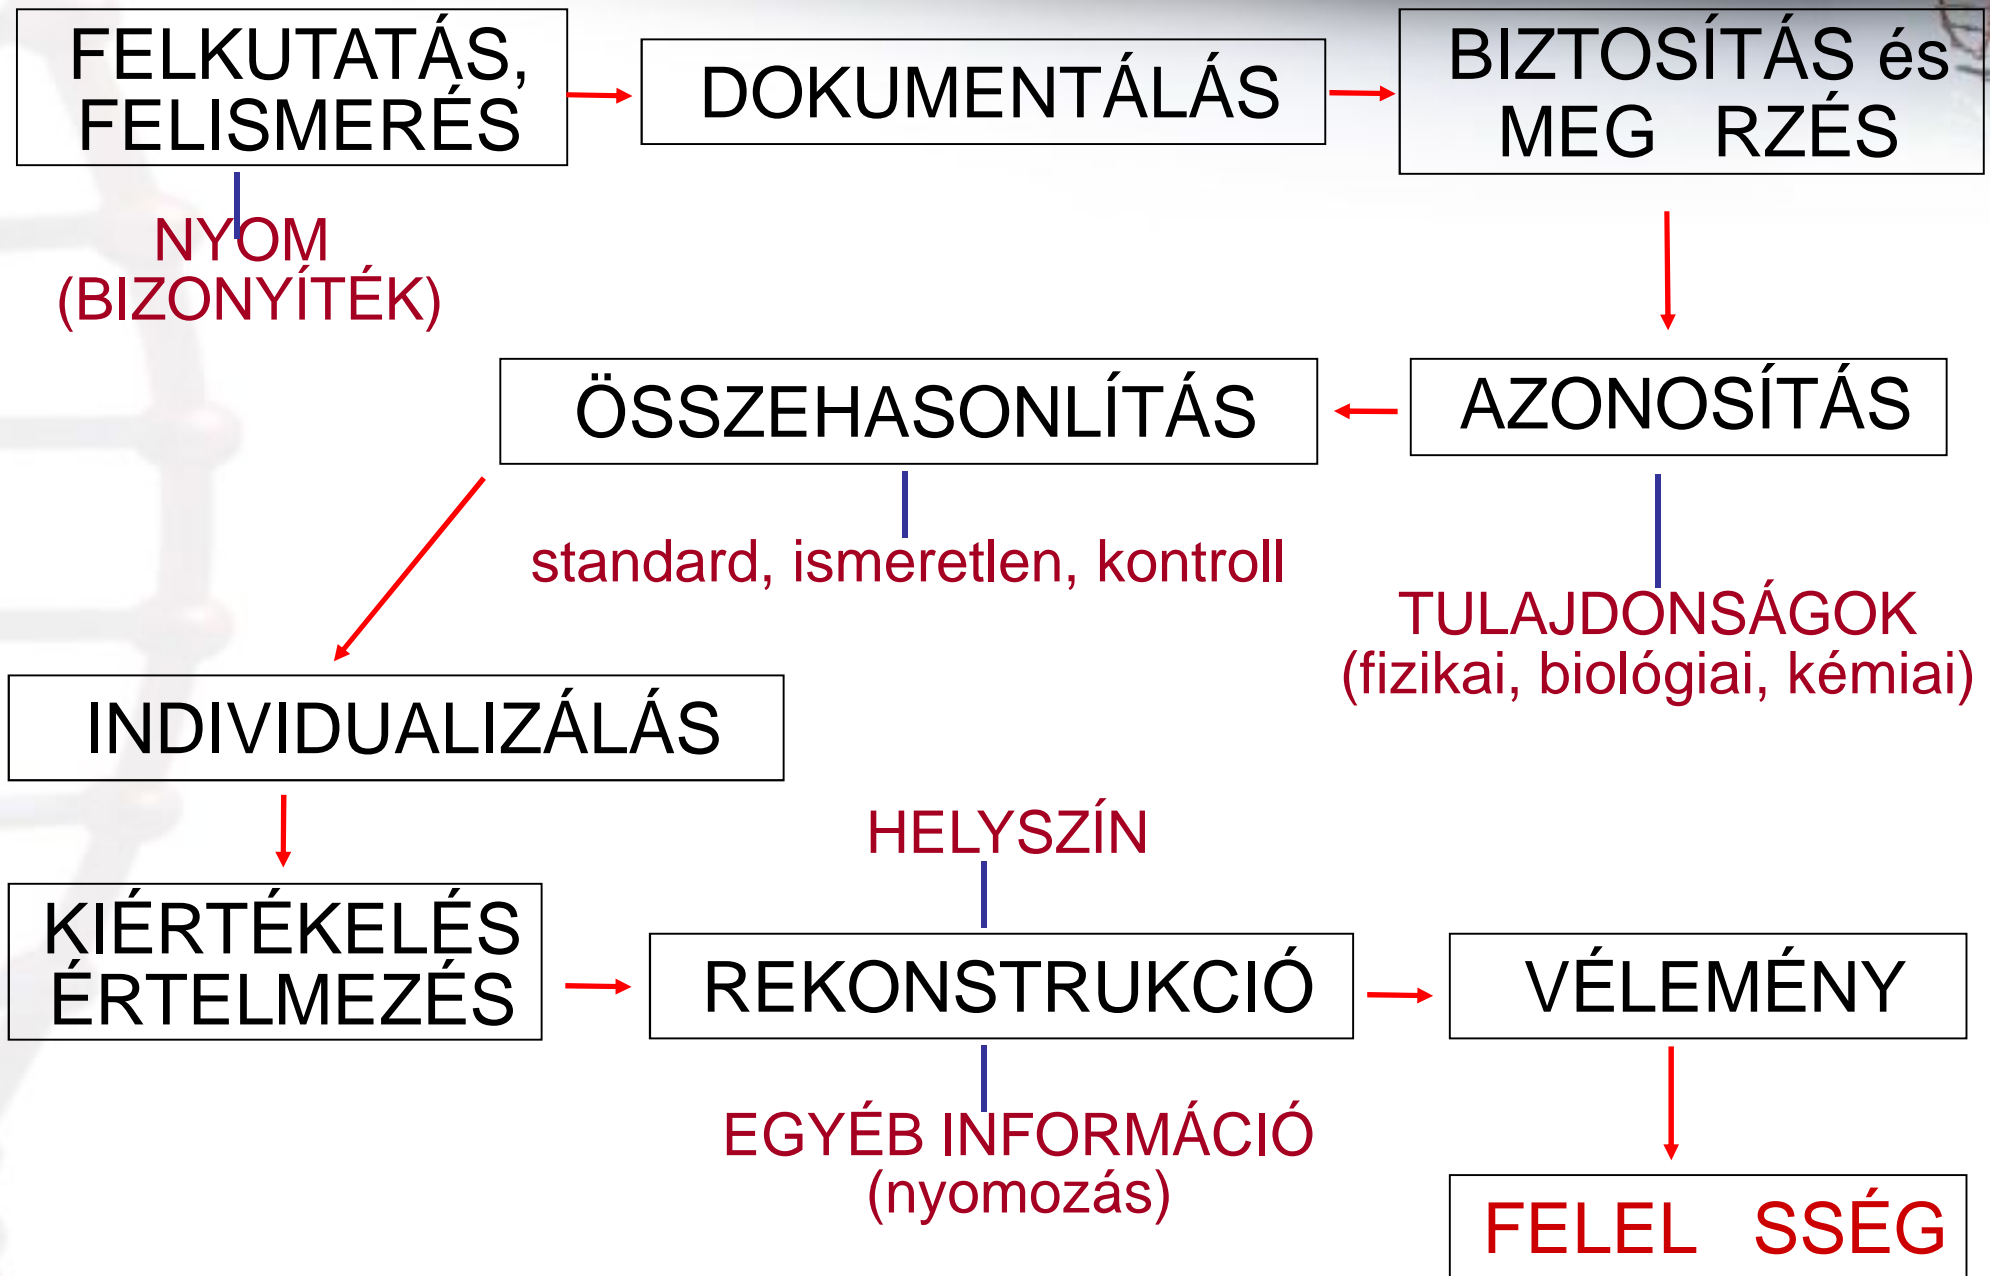 FELKUTATÁS,
FELISMERÉS
DOKUMENTÁLÁS
BIZTOSÍTÁS és
MEG RZÉS
NYOM
(BIZONYÍTÉK)
ÖSSZEHASONLÍTÁS
AZONOSÍTÁS
standard, ismeretlen, kontroll
TULAJDONSÁGOK
(fizikai, biológiai, kémiai)
INDIVIDUALIZÁLÁS
HELYSZÍN
KIÉRTÉKELÉS
ÉRTELMEZÉS
REKONSTRUKCIÓ
VÉLEMÉNY
EGYÉB INFORMÁCIÓ
(nyomozás)
FELEL SSÉG